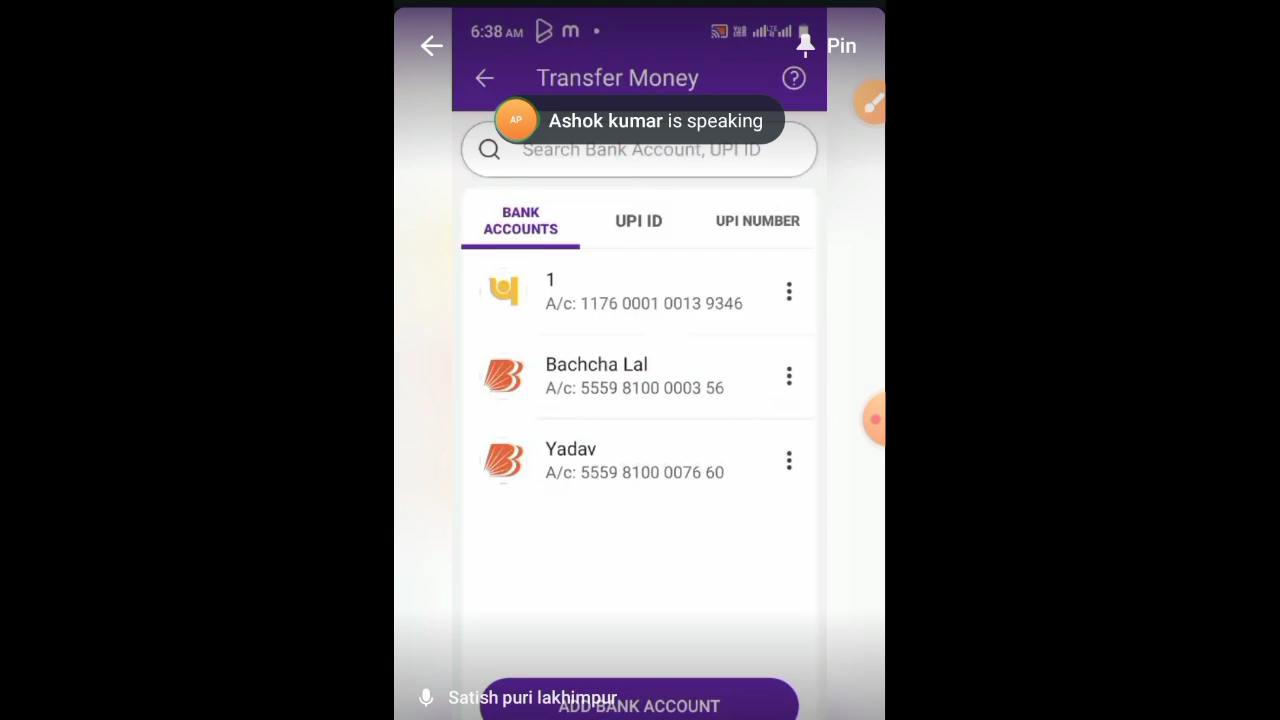 6:38 AM
Pin
Transfer Money
AP Ashok kumar is speaking
Search Bank Account, UPI ID
BANK ACCOUNTS
UPI ID
UPI NUMBER
1
A/c: 1176 0001 0013 9346
Bachcha Lal
A/c: 5559 8100 0003 56
Yadav
A/c: 5559 8100 0076 60
Satish puri lakhimpur
ADD BANK ACCOUNT